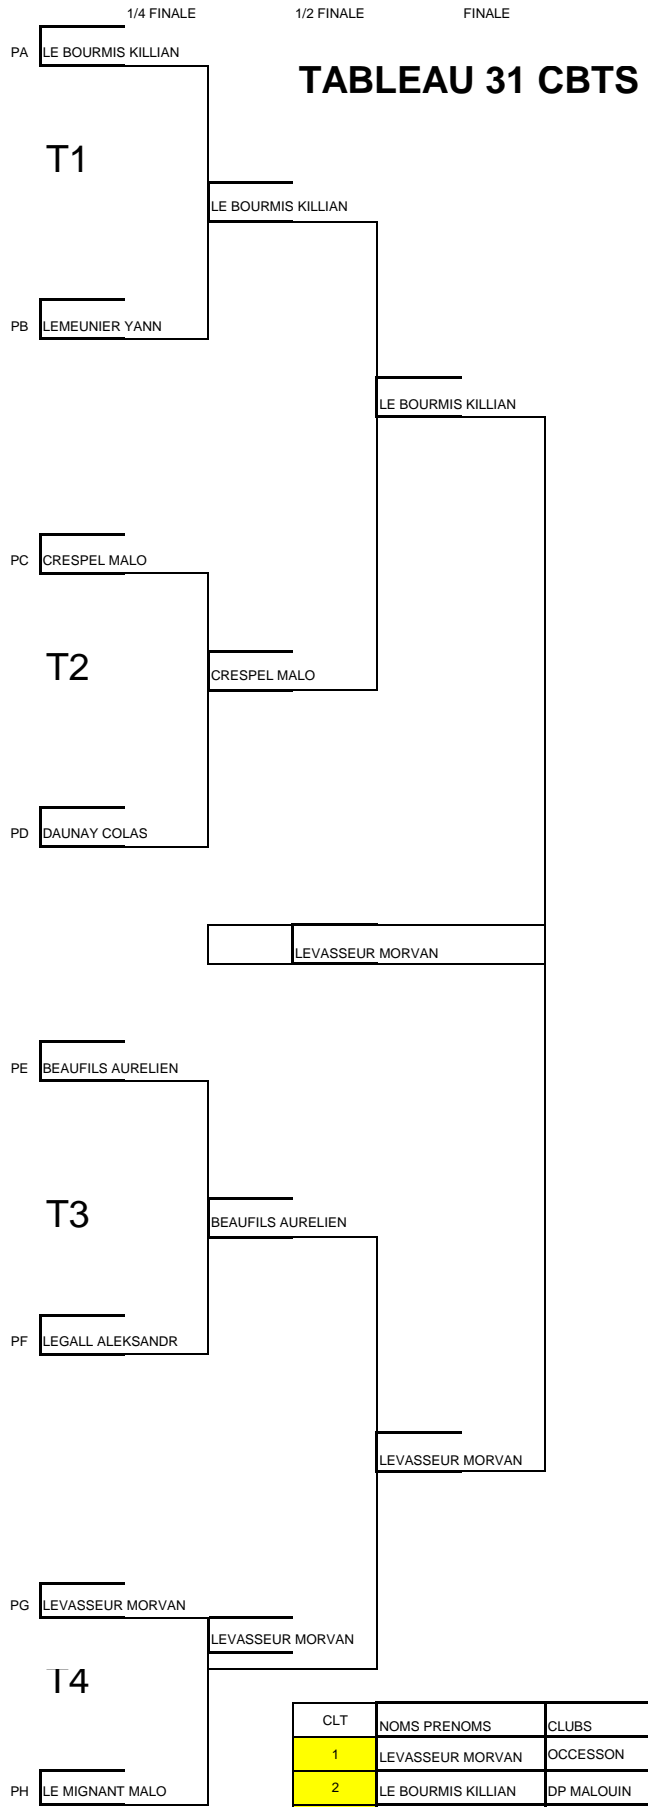 1/4 FINALE 1/2 FINALE FINALE
PA LE BOURMIS KILLIAN
TABLEAU 31 CBTS
T1
LE BOURMIS KILLIAN
PB LEMEUNIER YANN
LE BOURMIS KILLIAN
PC CRESPEL MALO
T2
CRESPEL MALO
PD DAUNAY COLAS
LEVASSEUR MORVAN
PE BEAUFILS AURELIEN
T3
BEAUFILS AURELIEN
PF LEGALL ALEKSANDR
LEVASSEUR MORVAN
PG LEVASSEUR MORVAN
LEVASSEUR MORVAN
T4
CLT NOMS PRENOMS CLUBS
1 LEVASSEUR MORVAN OCCESSON
2 LE BOURMIS KILLIAN DP MALOUIN
PH LE MIGNANT MALO